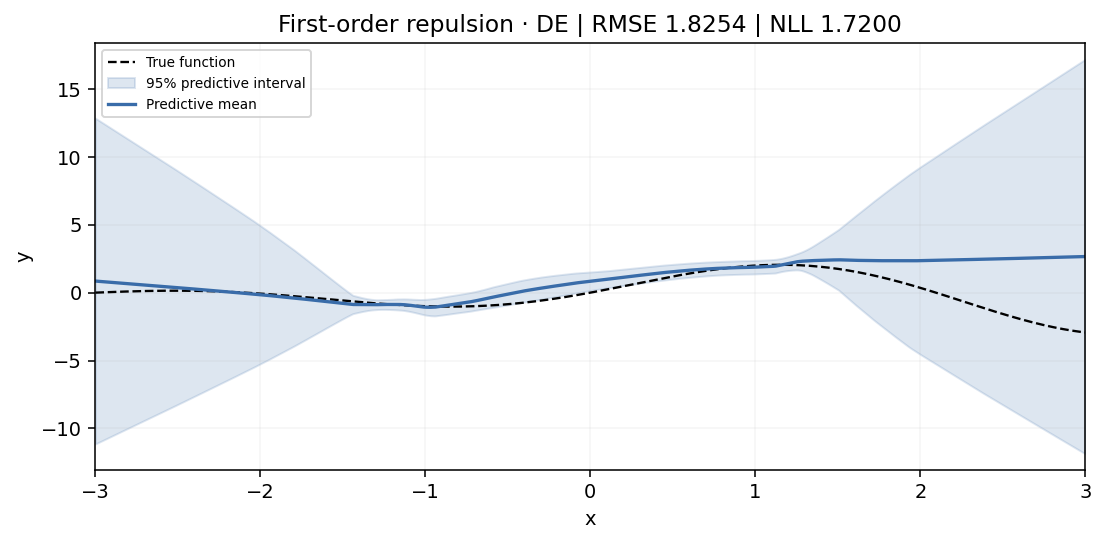 First-order repulsion · DE | RMSE 1.8254 | NLL 1.7200
True function
95% predictive interval
Predictive mean
15
10
5
0
−5
−10
y
−3 −2 −1 0 1 2 3
x